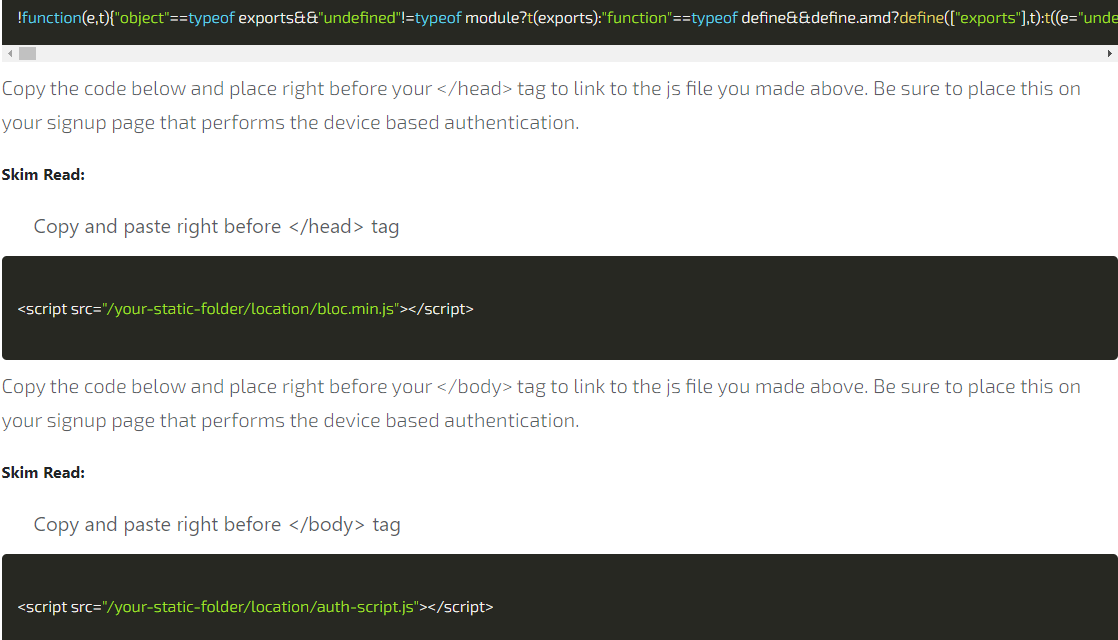 !function(e,t){"object"==typeof exports&&"undefined"!=typeof module?t(exports):"function"==typeof define&&define.amd?define(["exports"],t):t((e="unde
Copy the code below and place right before your </head> tag to link to the js file you made above. Be sure to place this on
your signup page that performs the device based authentication.
Skim Read:
Copy and paste right before </head> tag
<script src="/your-static-folder/location/bloc.min.js"></script>
Copy the code below and place right before your </body> tag to link to the js file you made above. Be sure to place this on
your signup page that performs the device based authentication.
Skim Read:
Copy and paste right before </body> tag
<script src="/your-static-folder/location/auth-script.js"></script>